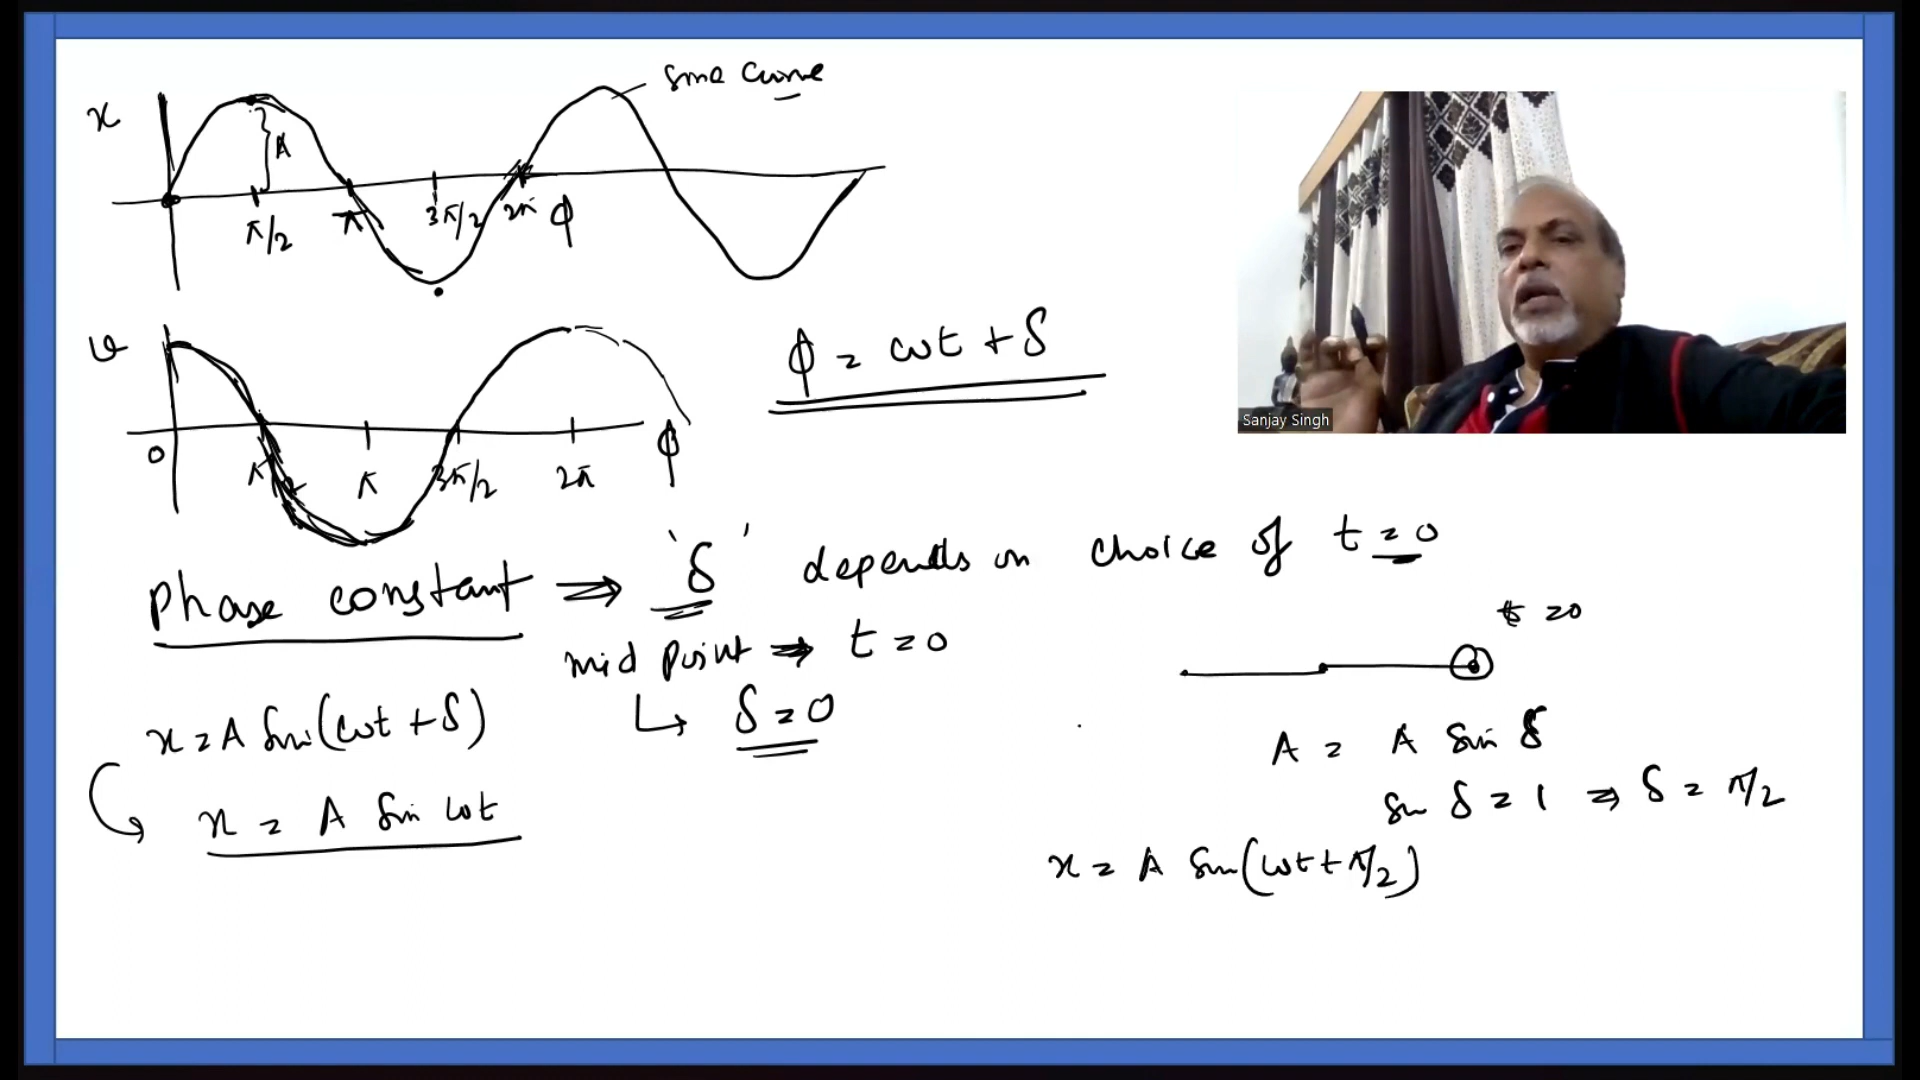 sine curve
x
A
π/2 π 3π/2 2π ϕ
v
ϕ = ωt + δ
Sanjay Singh
0 π/2 π 3π/2 2π ϕ
Phase constant ⇒ 'δ' depends on choice of t = 0
mid point ⇒ t = 0
↳ δ = 0
x = A sin(ωt + δ)
x = A sin ωt
t = 0
A = A sin δ
sin δ = 1 ⇒ δ = π/2
x = A sin(ωt + π/2)